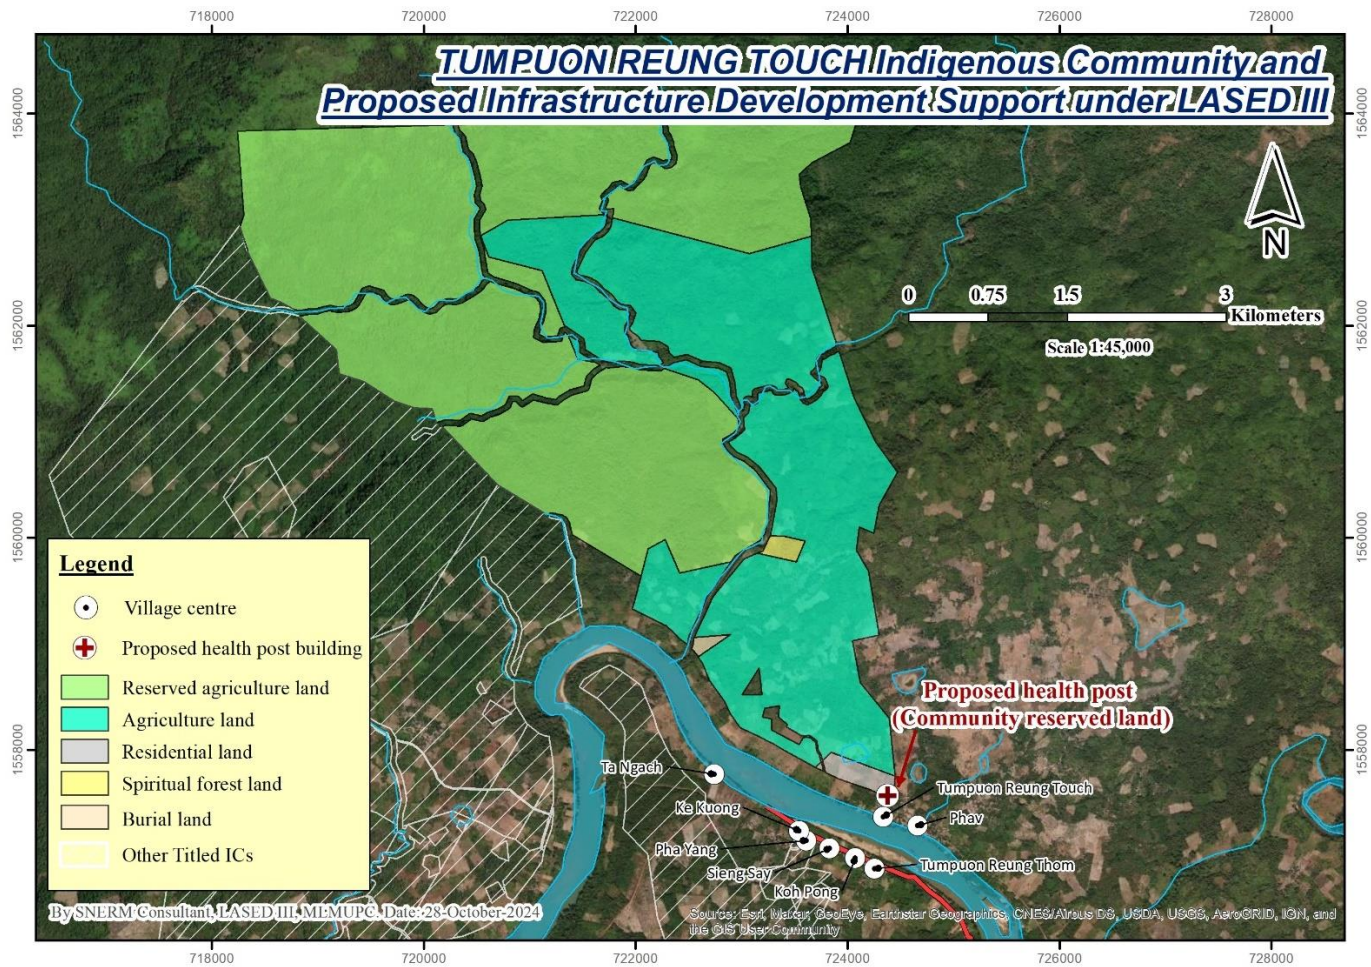 718000 720000 722000 724000 726000 728000
TUMPUON REUNG TOUCH Indigenous Community and
Proposed Infrastructure Development Support under LASED III
1564000
1564000
N
0 0.75 1.5 3
Kilometers
Scale 1:45,000
1562000
1562000
1560000
1560000
Legend
Village centre
Proposed health post building
Reserved agriculture land
Agriculture land
Residential land
Spiritual forest land
Burial land
Other Titled ICs
Proposed health post
(Community reserved land)
1558000
1558000
Ta Ngach
Tumpuon Reung Touch
Ke Kuong
Phav
Pha Yang
Sieng Say
Tumpuon Reung Thom
Koh Pong
By SNERM Consultant, LASED III, MLMUPC. Date: 28-October-2024
Source: Esri, Maxar, GeoEye, Earthstar Geographics, CNES/Airbus DS, USDA, USGS, AeroGRID, IGN, and
the GIS User Community
718000 720000 722000 724000 726000 728000